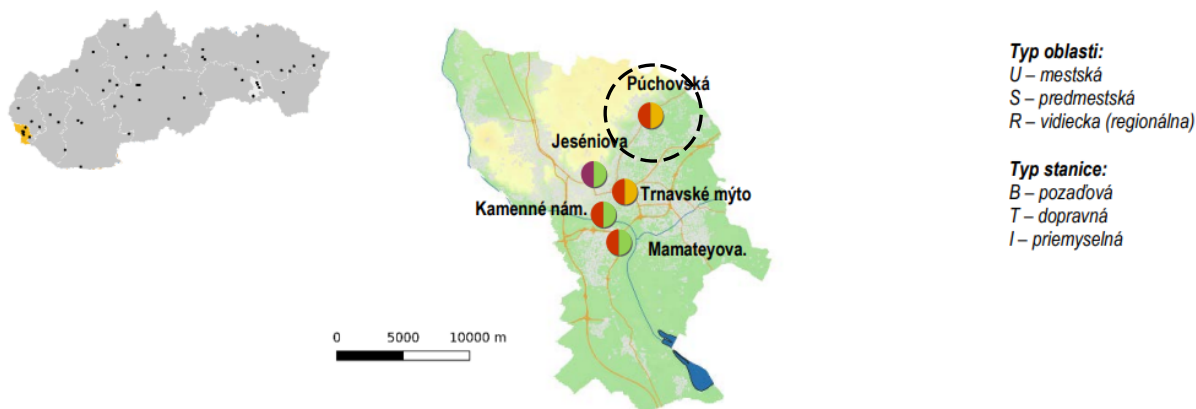 Púchovská
Jeséniova
Trnavské mýto
Kamenné nám.
Mamateyova.
0 5000 10000 m
Typ oblasti:
U – mestská
S – predmestská
R – vidiecka (regionálna)
Typ stanice:
B – pozaďová
T – dopravná
I – priemyselná